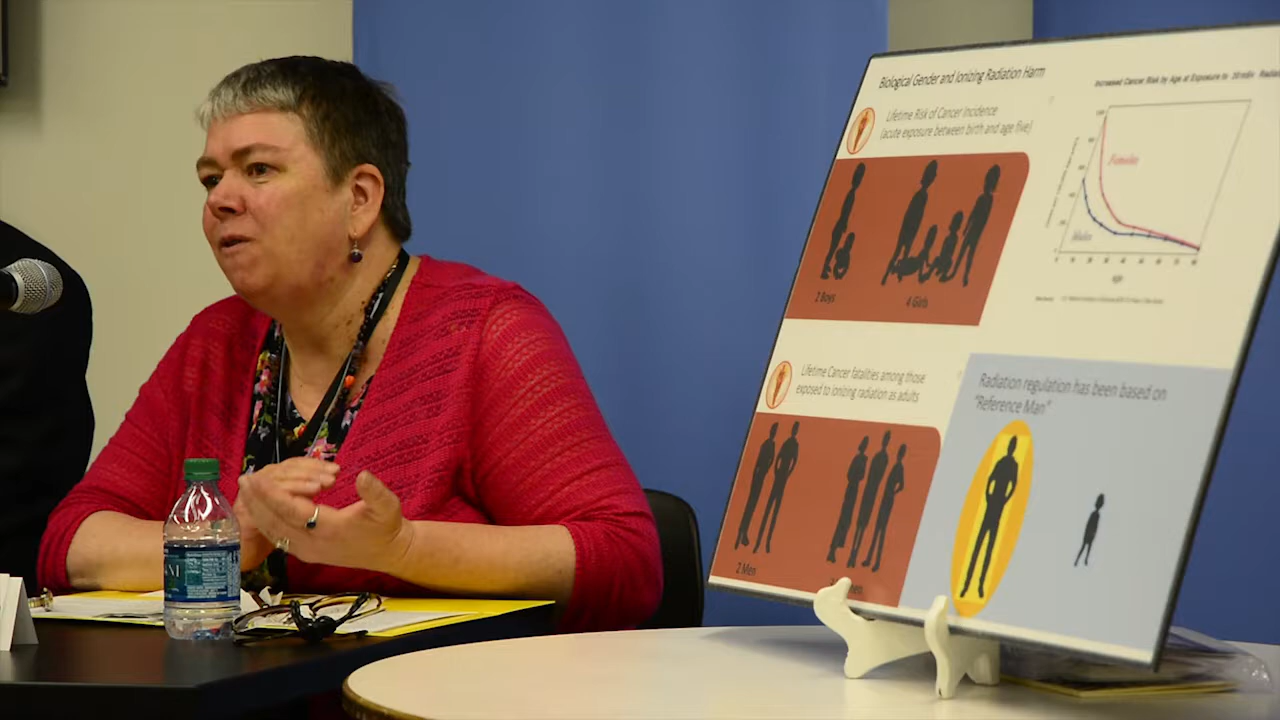 Biological Gender and Ionizing Radiation Harm
Lifetime Risk of Cancer Incidence
(acute exposure between birth and age five)
2 Boys
4 Girls
Increased Cancer Risk by Age at Exposure to
Females
Males
age
Lifetime Cancer fatalities among those
exposed to ionizing radiation as adults
2 Men
Radiation regulation has been based on
"Reference Man"